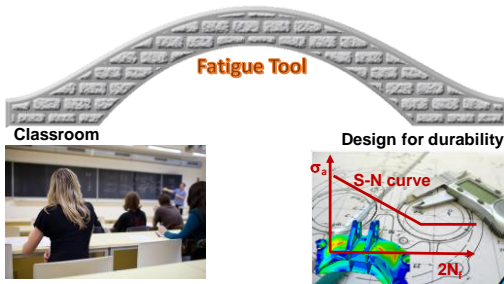 Fatigue Tool
Classroom
Design for durability
σₐ
S-N curve
2Nf